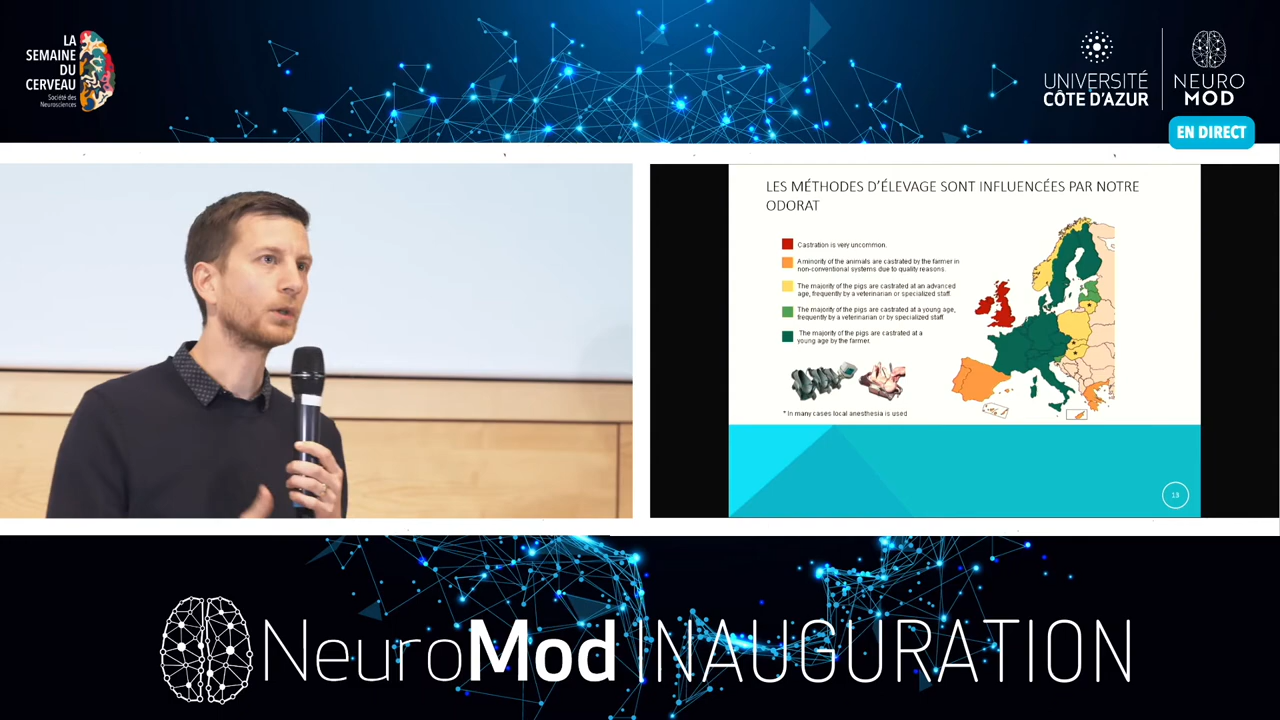 LA
SEMAINE
DU
CERVEAU
Société des
Neurosciences
UNIVERSITÉ
CÔTE D'AZUR
NEURO
MOD
EN DIRECT
LES MÉTHODES D'ÉLEVAGE SONT INFLUENCÉES PAR NOTRE
ODORAT
Castration is very uncommon.
A minority of the animals are castrated by the farmer in
non-conventional systems due to quality reasons.
The majority of the pigs are castrated at an advanced
age, frequently by a veterinarian or specialized staff.
The majority of the pigs are castrated at a young age,
frequently by a veterinarian or by specialized staff
The majority of the pigs are castrated at a
young age by the farmer.
* In many cases local anesthesia is used
13
NeuroMod INAUGURATION